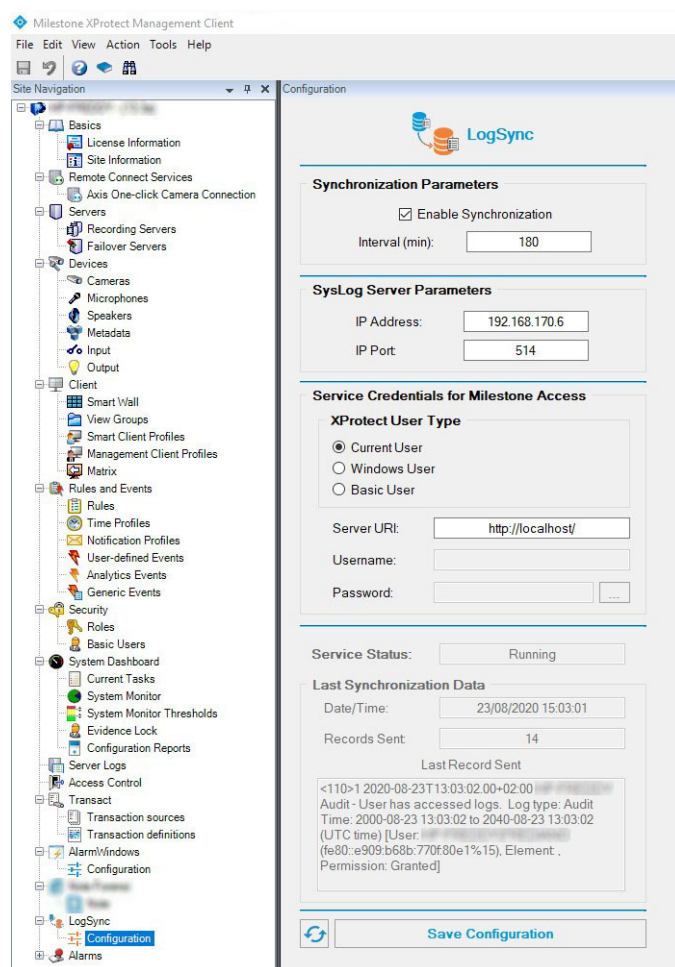 Milestone XProtect Management Client
File Edit View Action Tools Help
Site Navigation
Basics
License Information
Site Information
Remote Connect Services
Axis One-click Camera Connection
Servers
Recording Servers
Failover Servers
Devices
Cameras
Microphones
Speakers
Metadata
Input
Output
Client
Smart Wall
View Groups
Smart Client Profiles
Management Client Profiles
Matrix
Rules and Events
Rules
Time Profiles
Notification Profiles
User-defined Events
Analytics Events
Generic Events
Security
Roles
Basic Users
System Dashboard
Current Tasks
System Monitor
System Monitor Thresholds
Evidence Lock
Configuration Reports
Server Logs
Access Control
Transact
Transaction sources
Transaction definitions
AlarmWindows
Configuration
LogSync
Configuration
Alarms
Configuration
LogSync
Synchronization Parameters
Enable Synchronization
Interval (min): 180
SysLog Server Parameters
IP Address: 192.168.170.6
IP Port: 514
Service Credentials for Milestone Access
XProtect User Type
Current User
Windows User
Basic User
Server URI: http://localhost/
Username:
Password: ...
Service Status: Running
Last Synchronization Data
Date/Time: 23/08/2020 15:03:01
Records Sent: 14
Last Record Sent
<110>1 2020-08-23T13:03:02.00+02:00
Audit - User has accessed logs. Log type: Audit
Time: 2000-08-23 13:03:02 to 2040-08-23 13:03:02
(UTC time) [User:
(fe80::e909:b68b:770f:80e1%15), Element: ,
Permission: Granted]
Save Configuration